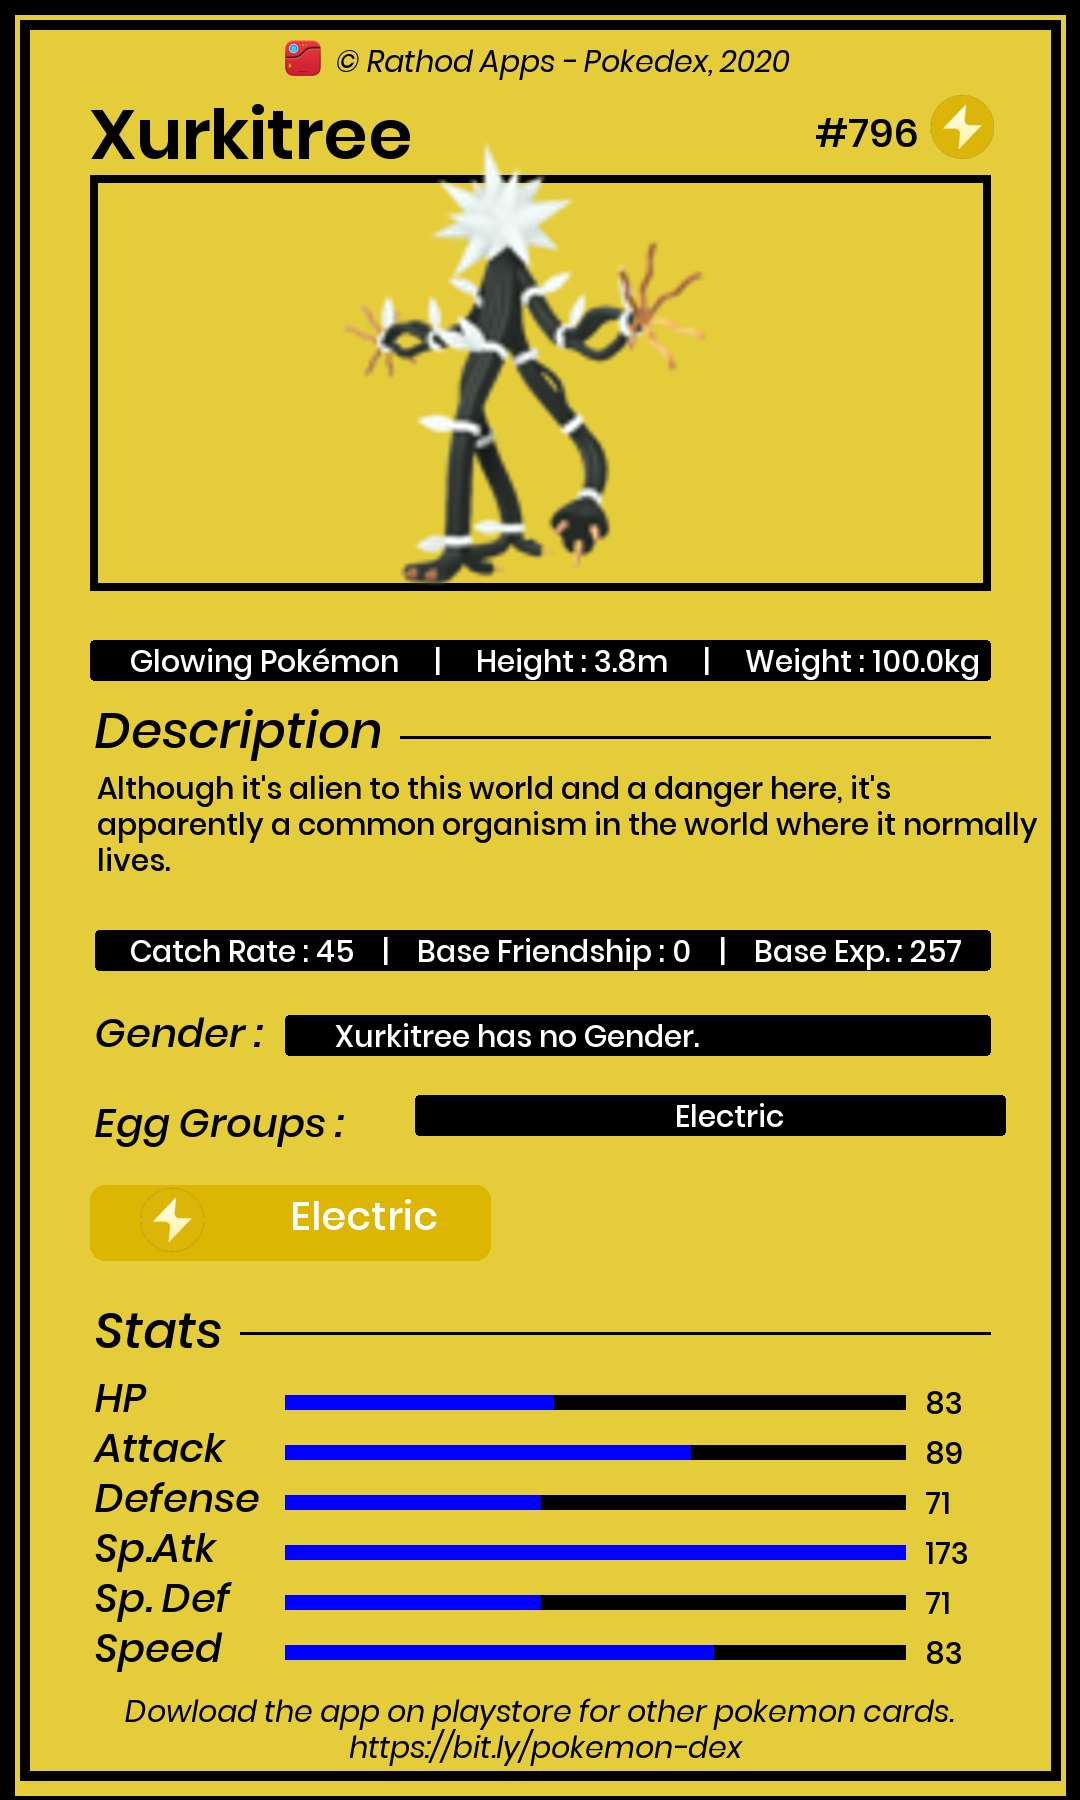 © Rathod Apps - Pokedex, 2020
Xurkitree
#796
Glowing Pokémon | Height : 3.8m | Weight : 100.0kg
Description
Although it's alien to this world and a danger here, it's
apparently a common organism in the world where it normally
lives.
Catch Rate : 45 | Base Friendship : 0 | Base Exp. : 257
Gender : Xurkitree has no Gender.
Egg Groups : Electric
Electric
Stats
HP 83
Attack 89
Defense 71
Sp.Atk 173
Sp. Def 71
Speed 83
Dowload the app on playstore for other pokemon cards.
https://bit.ly/pokemon-dex